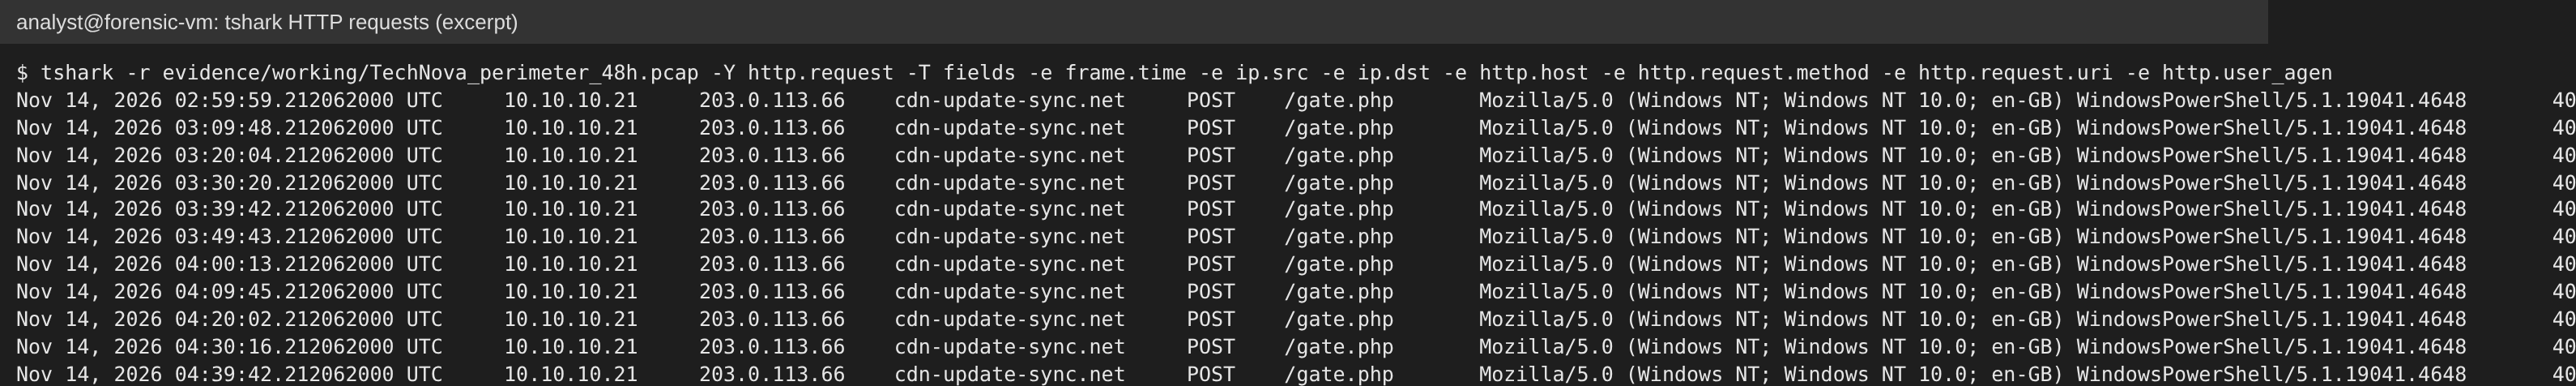 analyst@forensic-vm: tshark HTTP requests (excerpt)
$ tshark -r evidence/working/TechNova_perimeter_48h.pcap -Y http.request -T fields -e frame.time -e ip.src -e ip.dst -e http.host -e http.request.method -e http.request.uri -e http.user_agen
Nov 14, 2026 02:59:59.212062000 UTC 10.10.10.21 203.0.113.66 cdn-update-sync.net POST /gate.php Mozilla/5.0 (Windows NT; Windows NT 10.0; en-GB) WindowsPowerShell/5.1.19041.4648 40
Nov 14, 2026 03:09:48.212062000 UTC 10.10.10.21 203.0.113.66 cdn-update-sync.net POST /gate.php Mozilla/5.0 (Windows NT; Windows NT 10.0; en-GB) WindowsPowerShell/5.1.19041.4648 40
Nov 14, 2026 03:20:04.212062000 UTC 10.10.10.21 203.0.113.66 cdn-update-sync.net POST /gate.php Mozilla/5.0 (Windows NT; Windows NT 10.0; en-GB) WindowsPowerShell/5.1.19041.4648 40
Nov 14, 2026 03:30:20.212062000 UTC 10.10.10.21 203.0.113.66 cdn-update-sync.net POST /gate.php Mozilla/5.0 (Windows NT; Windows NT 10.0; en-GB) WindowsPowerShell/5.1.19041.4648 40
Nov 14, 2026 03:39:42.212062000 UTC 10.10.10.21 203.0.113.66 cdn-update-sync.net POST /gate.php Mozilla/5.0 (Windows NT; Windows NT 10.0; en-GB) WindowsPowerShell/5.1.19041.4648 40
Nov 14, 2026 03:49:43.212062000 UTC 10.10.10.21 203.0.113.66 cdn-update-sync.net POST /gate.php Mozilla/5.0 (Windows NT; Windows NT 10.0; en-GB) WindowsPowerShell/5.1.19041.4648 40
Nov 14, 2026 04:00:13.212062000 UTC 10.10.10.21 203.0.113.66 cdn-update-sync.net POST /gate.php Mozilla/5.0 (Windows NT; Windows NT 10.0; en-GB) WindowsPowerShell/5.1.19041.4648 40
Nov 14, 2026 04:09:45.212062000 UTC 10.10.10.21 203.0.113.66 cdn-update-sync.net POST /gate.php Mozilla/5.0 (Windows NT; Windows NT 10.0; en-GB) WindowsPowerShell/5.1.19041.4648 40
Nov 14, 2026 04:20:02.212062000 UTC 10.10.10.21 203.0.113.66 cdn-update-sync.net POST /gate.php Mozilla/5.0 (Windows NT; Windows NT 10.0; en-GB) WindowsPowerShell/5.1.19041.4648 40
Nov 14, 2026 04:30:16.212062000 UTC 10.10.10.21 203.0.113.66 cdn-update-sync.net POST /gate.php Mozilla/5.0 (Windows NT; Windows NT 10.0; en-GB) WindowsPowerShell/5.1.19041.4648 40
Nov 14, 2026 04:39:42.212062000 UTC 10.10.10.21 203.0.113.66 cdn-update-sync.net POST /gate.php Mozilla/5.0 (Windows NT; Windows NT 10.0; en-GB) WindowsPowerShell/5.1.19041.4648 40